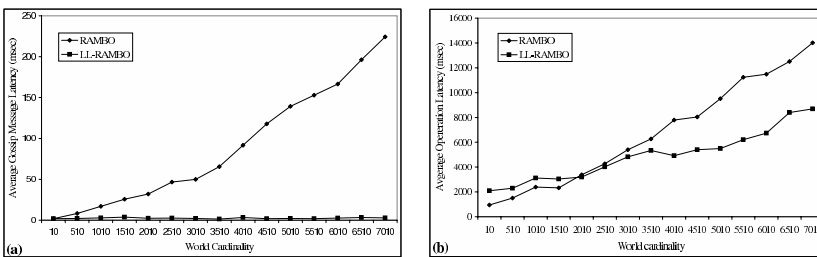 250
200
150
100
50
0
Average Gossip Message Latency (msec)
RAMBO
LL-RAMBO
10 510 1010 1510 2010 2510 3010 3510 4010 4510 5010 5510 6010 6510 7010
World Cardinality
(a)
16000
14000
12000
10000
8000
6000
4000
2000
0
Avgerage Opereration Latency (msec)
RAMBO
LL-RAMBO
10 510 1010 1510 2010 2510 3010 3510 4010 4510 5010 5510 6010 6510 701
World cardinality
(b)